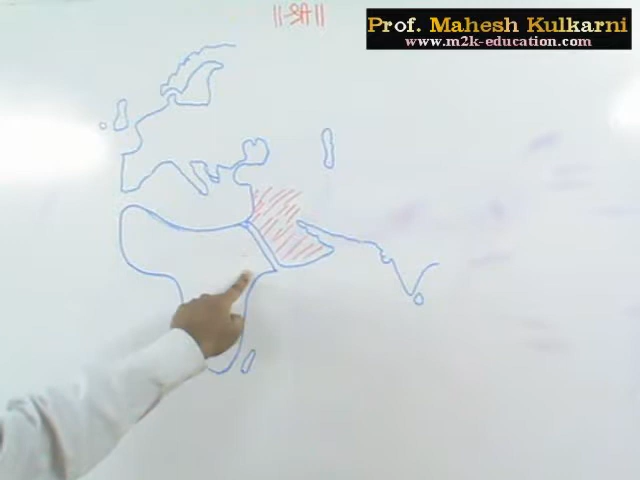 ॥ श्री ॥
Prof. Mahesh Kulkarni
www.m2k-education.com